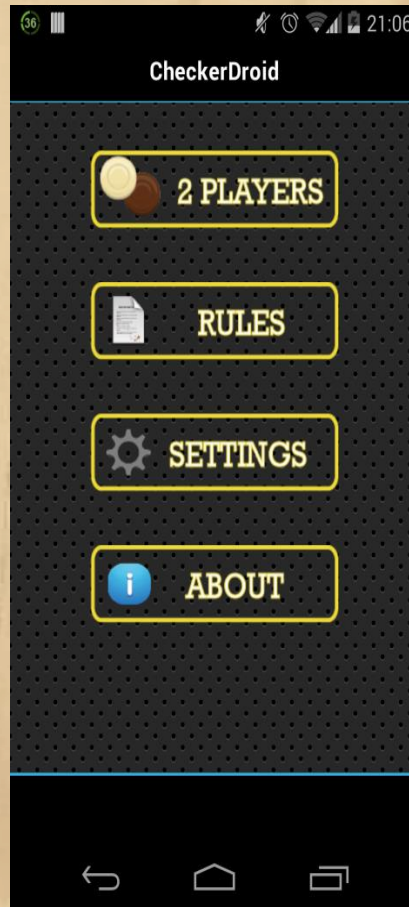 36
21:06
CheckerDroid
2 PLAYERS
RULES
SETTINGS
i
ABOUT